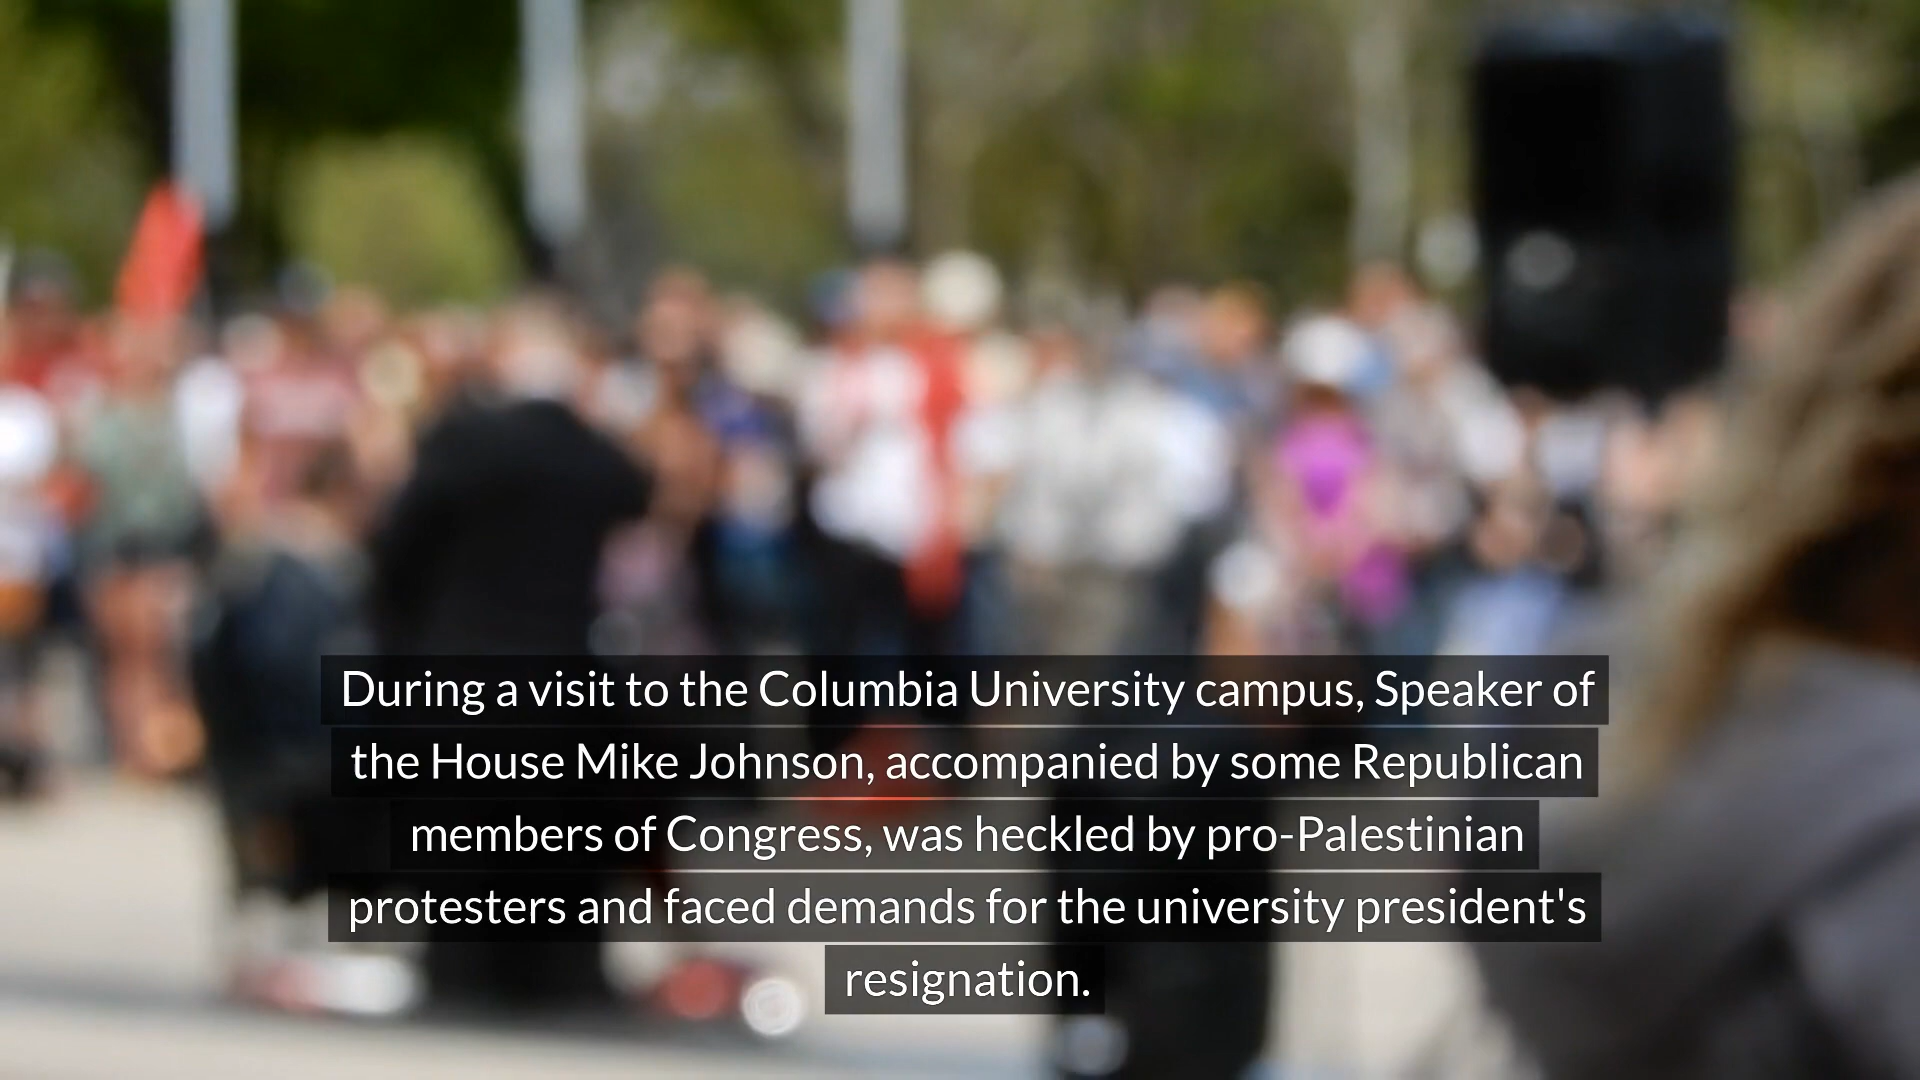 During a visit to the Columbia University campus, Speaker of
the House Mike Johnson, accompanied by some Republican
members of Congress, was heckled by pro-Palestinian
protesters and faced demands for the university president's
resignation.